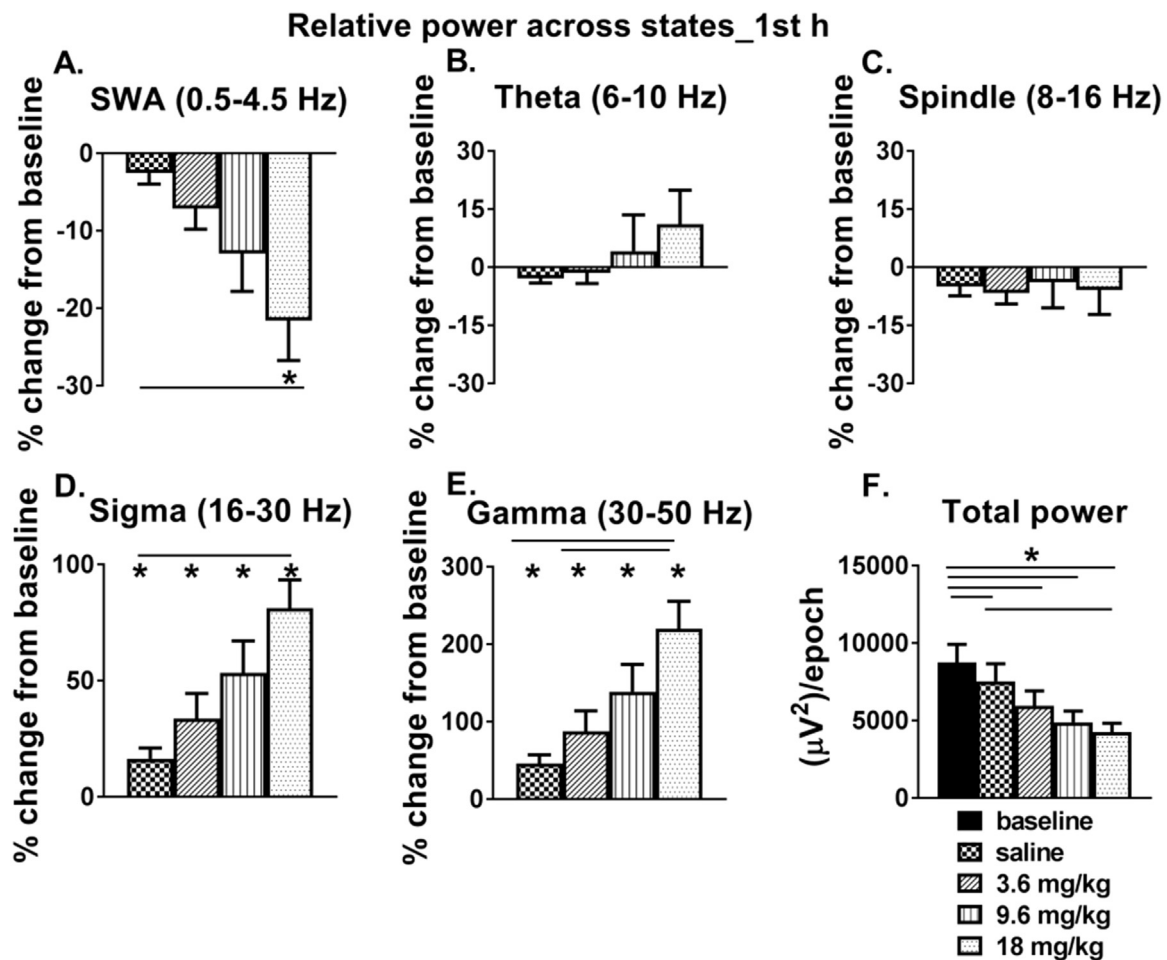 Relative power across states_1st h
A.
SWA (0.5-4.5 Hz)
% change from baseline
0
-10
-20
-30
*
B.
Theta (6-10 Hz)
% change from baseline
30
15
0
-15
-30
C.
Spindle (8-16 Hz)
% change from baseline
30
15
0
-15
-30
D.
Sigma (16-30 Hz)
% change from baseline
100
50
0
* * * *
E.
Gamma (30-50 Hz)
% change from baseline
300
200
100
0
* * * *
F.
Total power
(μV²)/epoch
15000
10000
5000
0
*
baseline
saline
3.6 mg/kg
9.6 mg/kg
18 mg/kg